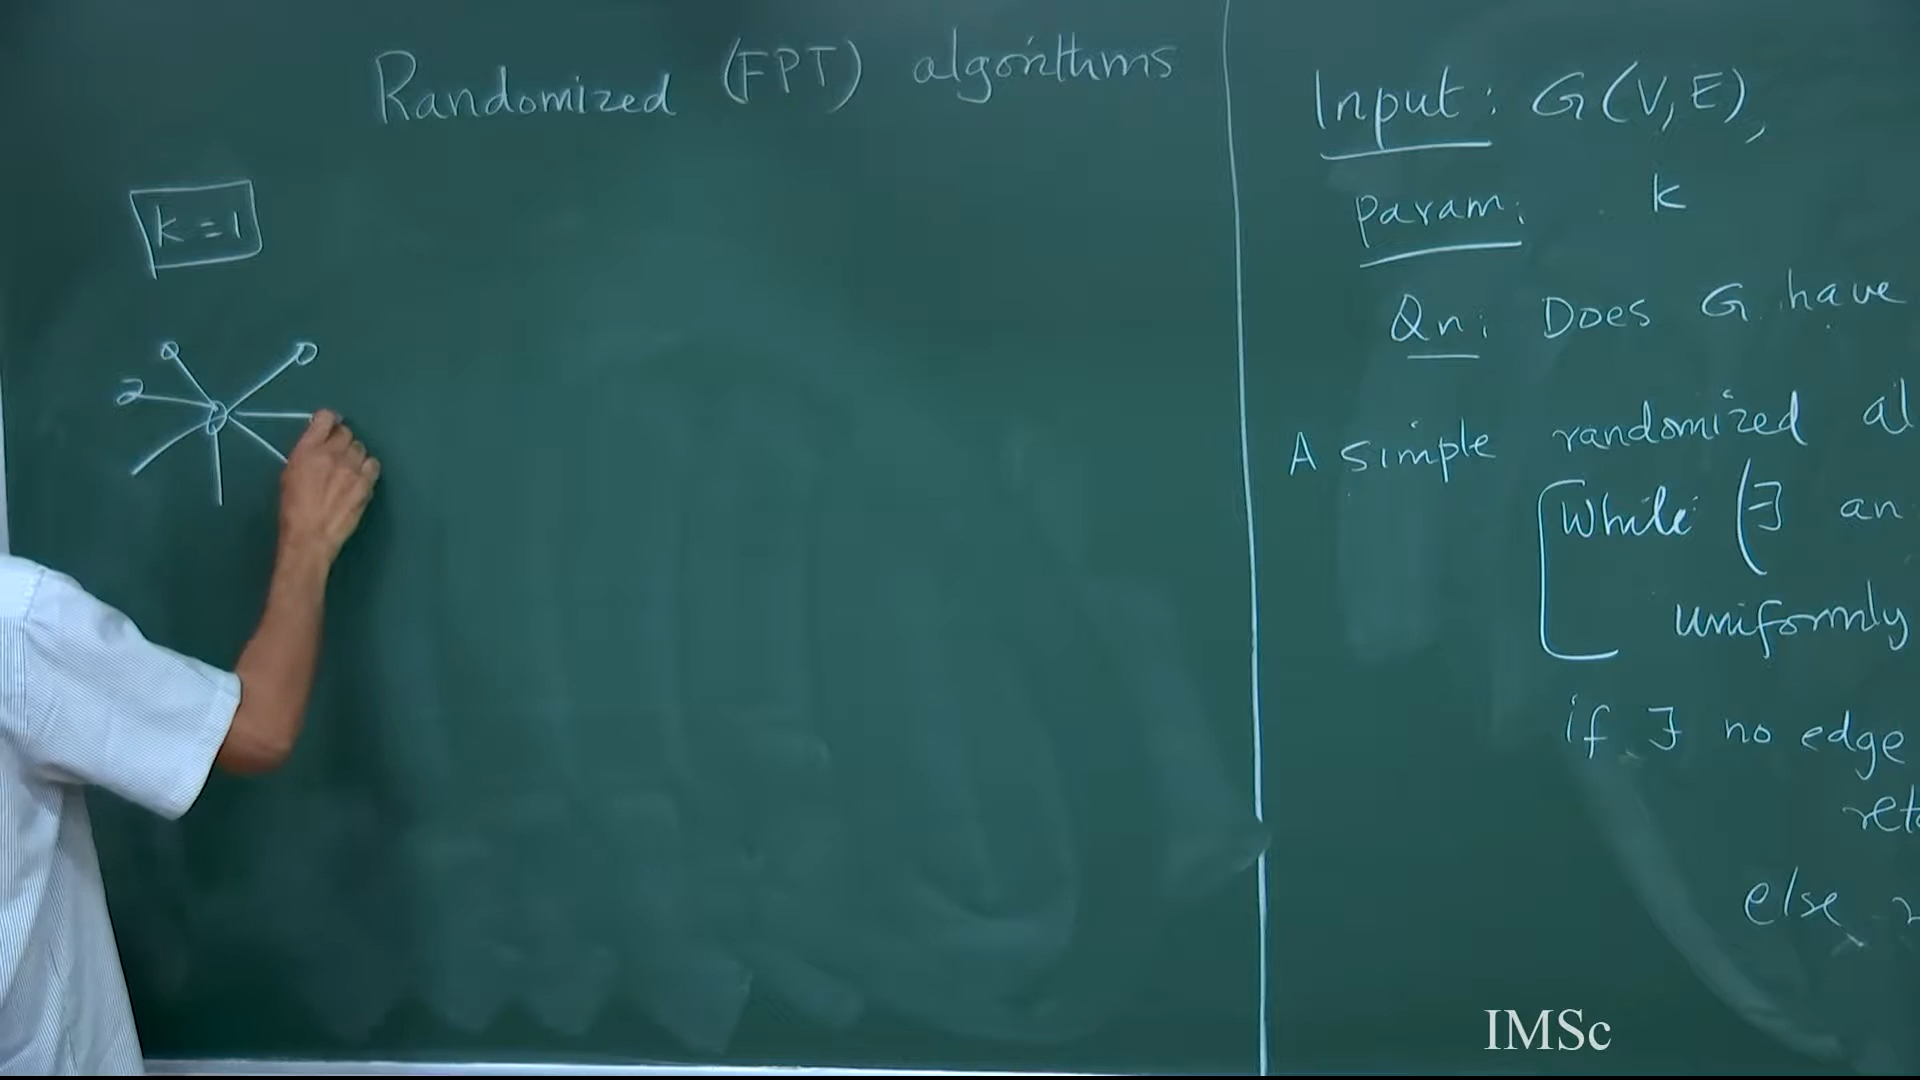 Randomized (FPT) algorithms
k = 1
Input: G(V,E),
Param: k
Qn: Does G have
A simple randomized al
While (∃ an
uniformly
if ∃ no edge
ret
else
IMSc